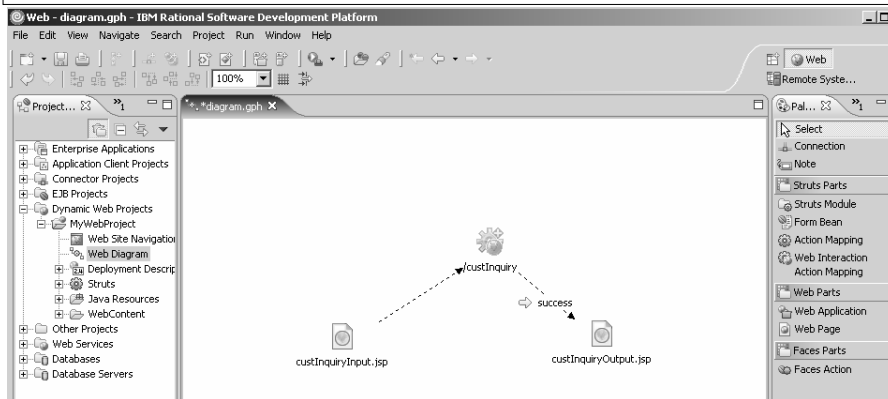 Web - diagram.gph - IBM Rational Software Development Platform
File Edit View Navigate Search Project Run Window Help
Web
100%
Remote Syste...
Project...
»1
*+.*diagram.gph
Pal...
»1
Enterprise Applications
Application Client Projects
Connector Projects
EJB Projects
Dynamic Web Projects
MyWebProject
Web Site Navigation
Web Diagram
Deployment Descrip
Struts
Java Resources
WebContent
Other Projects
Web Services
Databases
Database Servers
/custInquiry
success
custInquiryInput.jsp
custInquiryOutput.jsp
Select
Connection
Note
Struts Parts
Struts Module
Form Bean
Action Mapping
Web Interaction
Action Mapping
Web Parts
Web Application
Web Page
Faces Parts
Faces Action